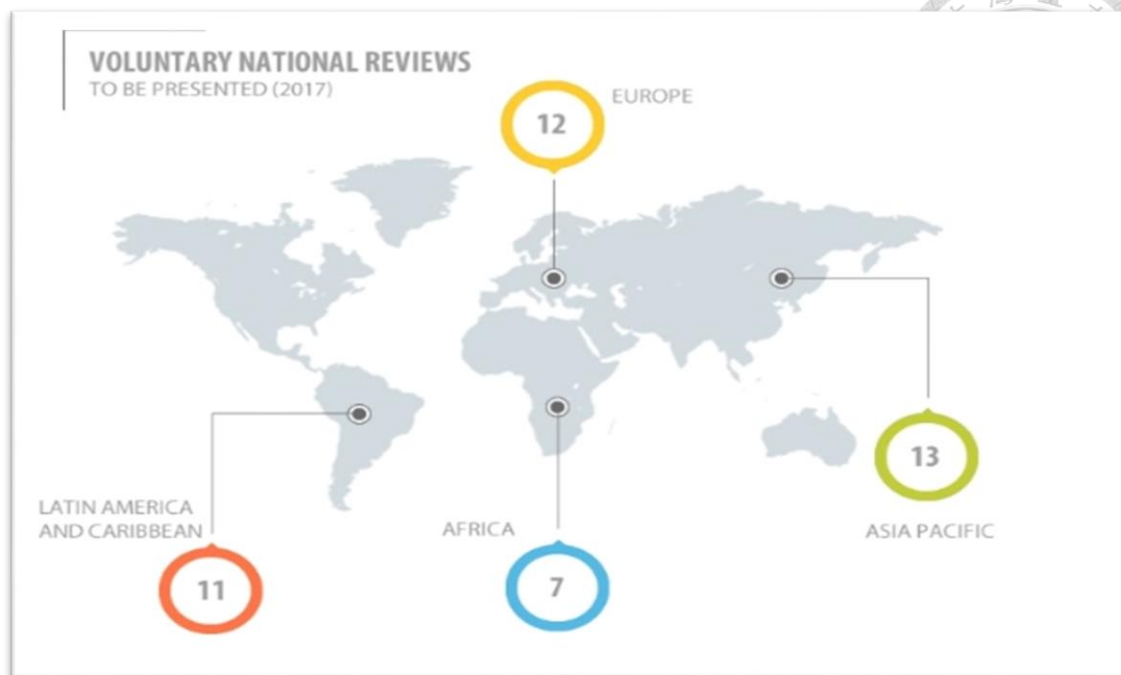 VOLUNTARY NATIONAL REVIEWS
TO BE PRESENTED (2017)
EUROPE
12
13
ASIA PACIFIC
LATIN AMERICA
AND CARIBBEAN
11
AFRICA
7